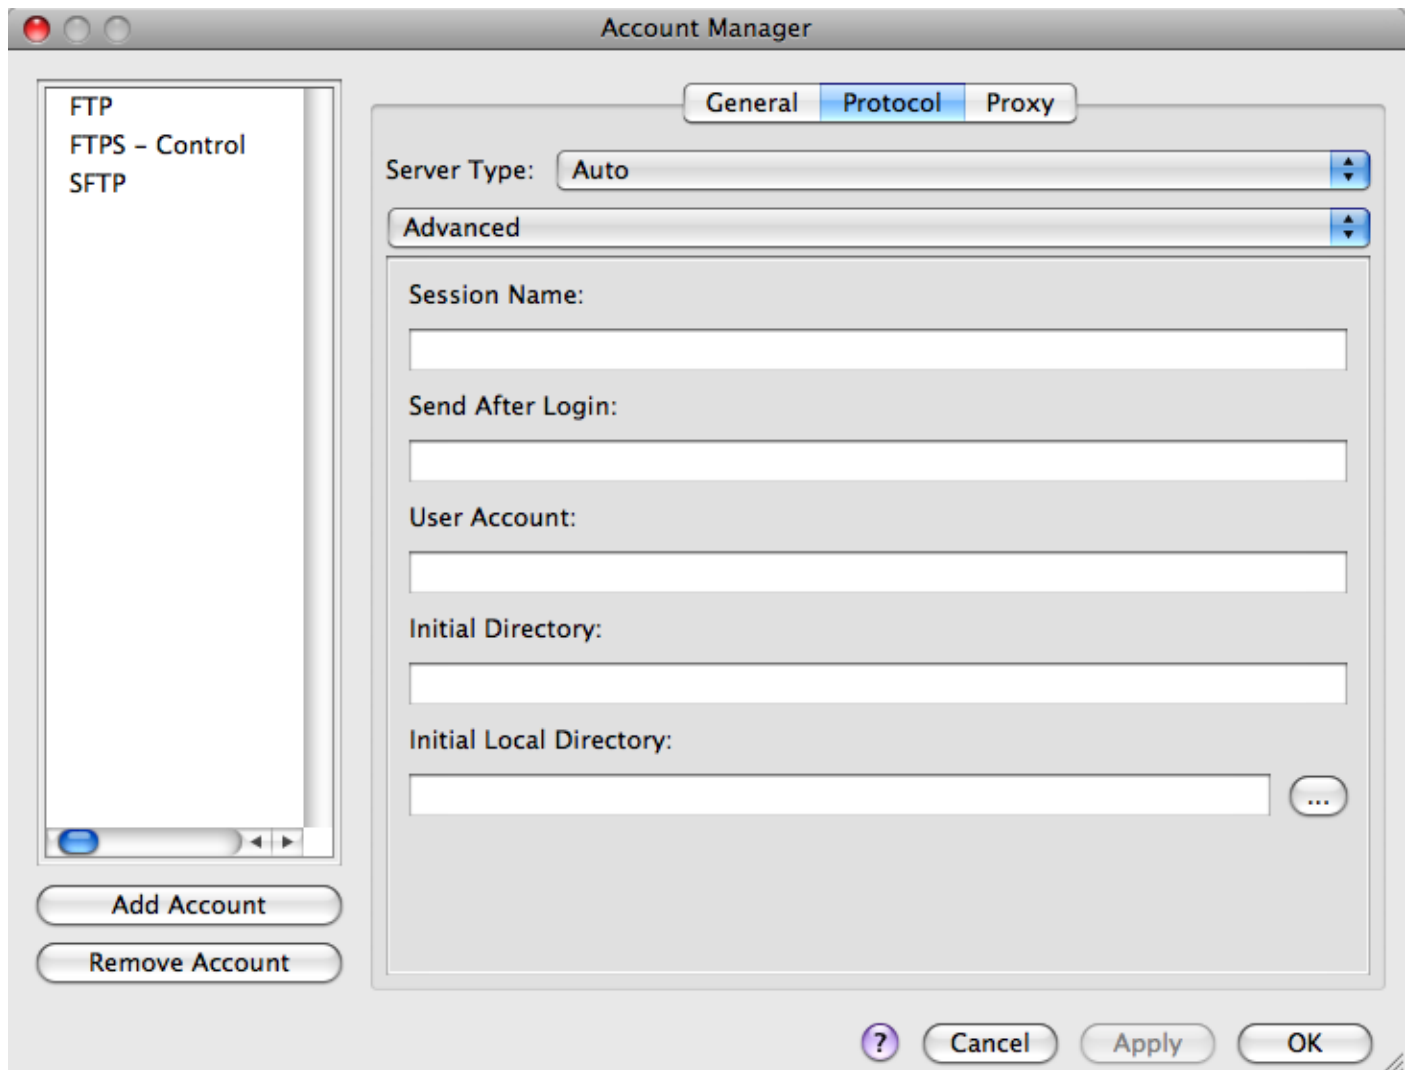 Account Manager
FTP
FTPS – Control
SFTP
General Protocol Proxy
Server Type: Auto
Advanced
Session Name:
Send After Login:
User Account:
Initial Directory:
Initial Local Directory:
...
Add Account
Remove Account
? Cancel Apply OK